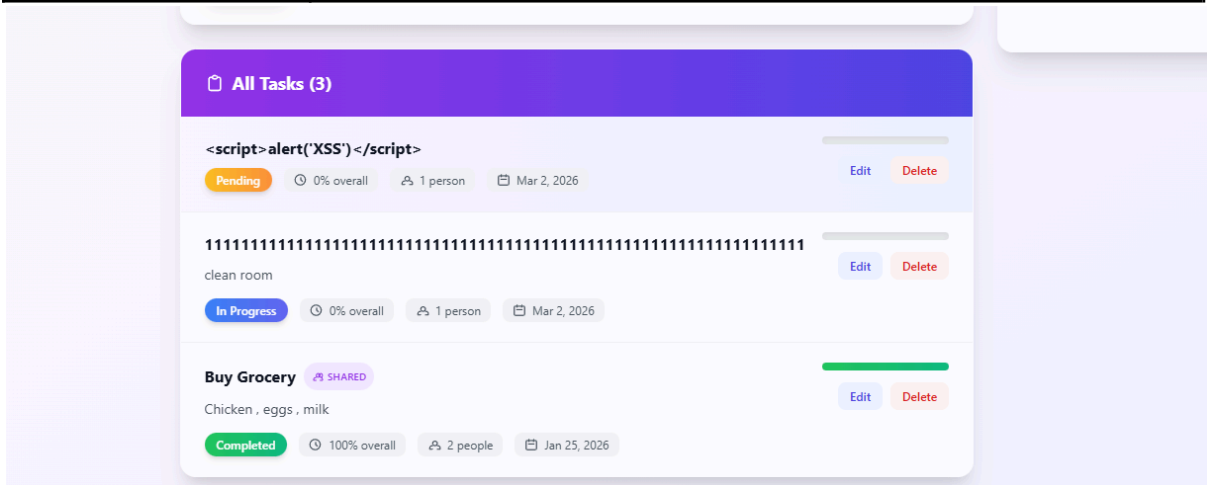 All Tasks (3)
<script>alert('XSS')</script>
Pending 0% overall 1 person Mar 2, 2026 Edit Delete
11111111111111111111111111111111111111111111111111111111111111111
clean room Edit Delete
In Progress 0% overall 1 person Mar 2, 2026
Buy Grocery SHARED
Chicken , eggs , milk Edit Delete
Completed 100% overall 2 people Jan 25, 2026